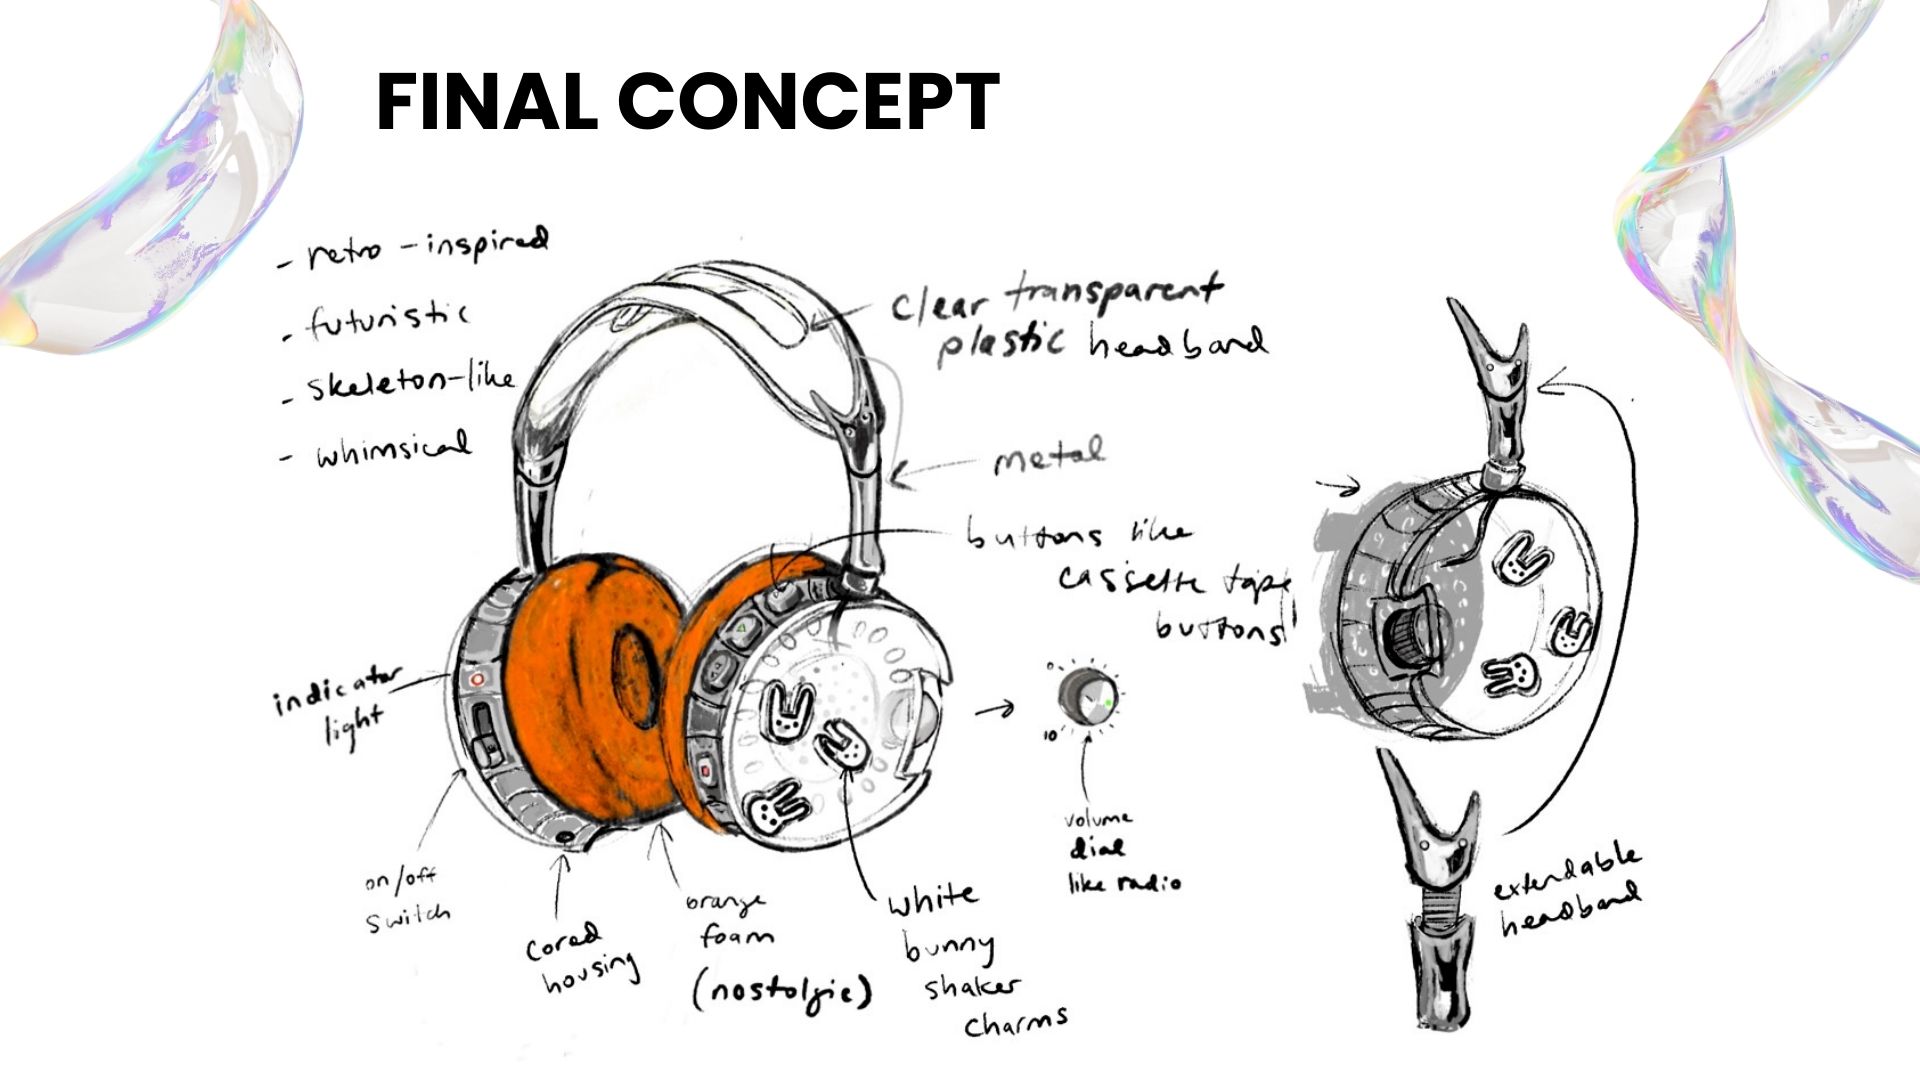 FINAL CONCEPT
- retro - inspired
- futuristic
- skeleton-like
- whimsical
clear transparent
plastic headband
metal
buttons like
cassette tape
buttons
indicator
light
on/off
switch
cored
housing
orange
foam
(nostolgic)
white
bunny
shaker
charms
0
10
volume
dial
like radio
extendable
headband